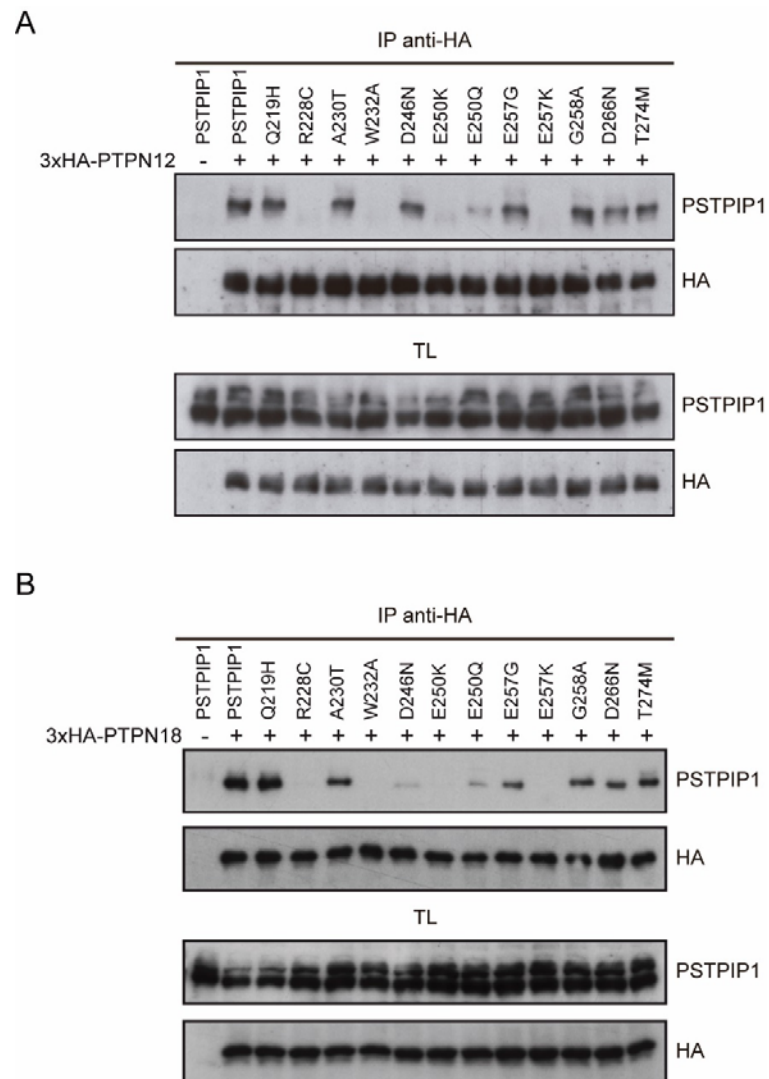 A
IP anti-HA
PSTPIP1 PSTPIP1 Q219H R228C A230T W232A D246N E250K E250Q E257G E257K G258A D266N T274M
3xHA-PTPN12 - + + + + + + + + + + + + +
PSTPIP1
HA
TL
PSTPIP1
HA
B
IP anti-HA
PSTPIP1 PSTPIP1 Q219H R228C A230T W232A D246N E250K E250Q E257G E257K G258A D266N T274M
3xHA-PTPN18 - + + + + + + + + + + + + +
PSTPIP1
HA
TL
PSTPIP1
HA